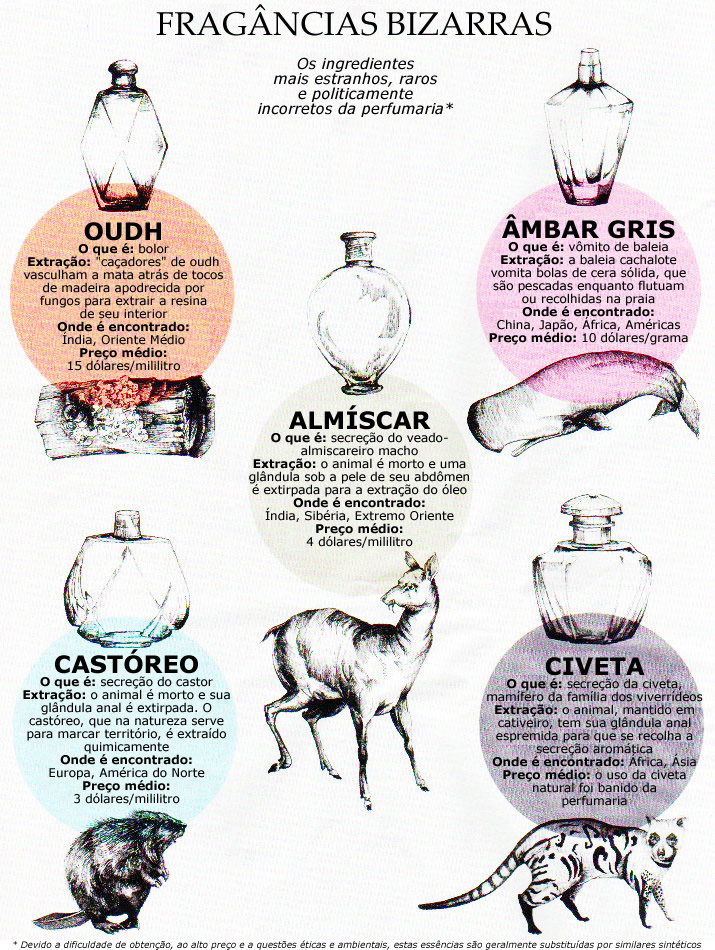 FRAGÂNCIAS BIZARRAS
Os ingredientes
mais estranhos, raros
e politicamente
incorretos da perfumaria*
OUDH
O que é: bolor
Extração: "caçadores" de oudh
vasculham a mata atrás de tocos
de madeira apodrecida por
fungos para extrair a resina
de seu interior
Onde é encontrado:
Índia, Oriente Médio
Preço médio:
15 dólares/mililitro
ÂMBAR GRIS
O que é: vômito de baleia
Extração: a baleia cachalote
vomita bolas de cera sólida, que
são pescadas enquanto flutuam
ou recolhidas na praia
Onde é encontrado:
China, Japão, África, Américas
Preço médio: 10 dólares/grama
ALMÍSCAR
O que é: secreção do veado-
almiscareiro macho
Extração: o animal é morto e uma
glândula sob a pele de seu abdômen
é extirpada para a extração do óleo
Onde é encontrado:
Índia, Sibéria, Extremo Oriente
Preço médio:
4 dólares/mililitro
CASTÓREO
O que é: secreção do castor
Extração: o animal é morto e sua
glândula anal é extirpada. O
castóreo, que na natureza serve
para marcar território, é extraído
quimicamente
Onde é encontrado:
Europa, América do Norte
Preço médio:
3 dólares/mililitro
CIVETA
O que é: secreção da civeta,
mamífero da família dos viverrídeos
Extração: o animal, mantido em
cativeiro, tem sua glândula anal
espremida para que se recolha a
secreção aromática
Onde é encontrado: África, Ásia
Preço médio: o uso da civeta
natural foi banido da
perfumaria
* Devido a dificuldade de obtenção, ao alto preço e a questões éticas e ambientais, estas essências são geralmente substituídas por similares sintéticos